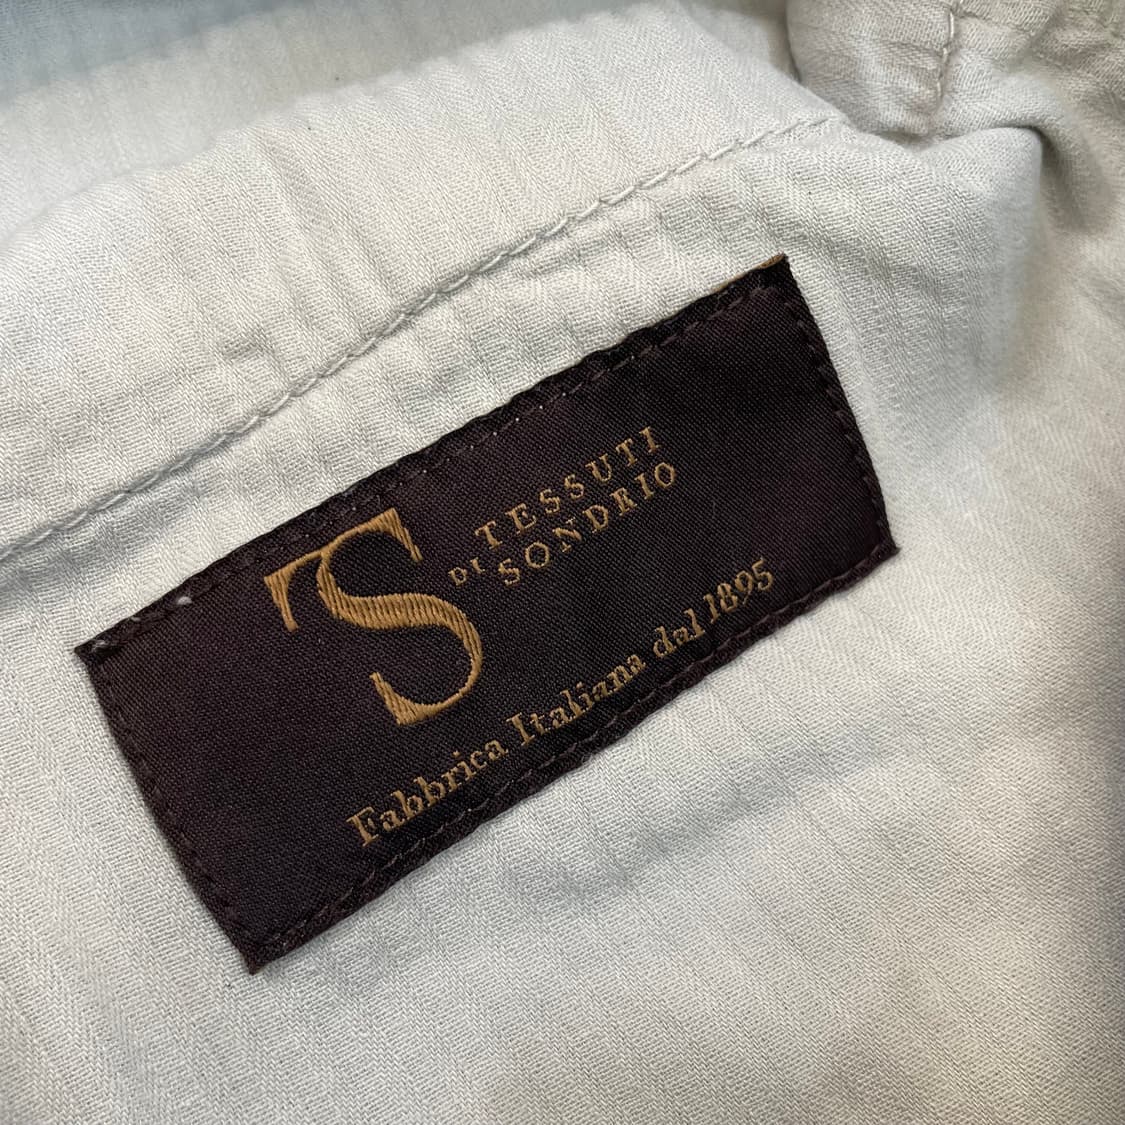 TS
TESSUTI
DI SONDRIO
Fabbrica Italiana dal 1895